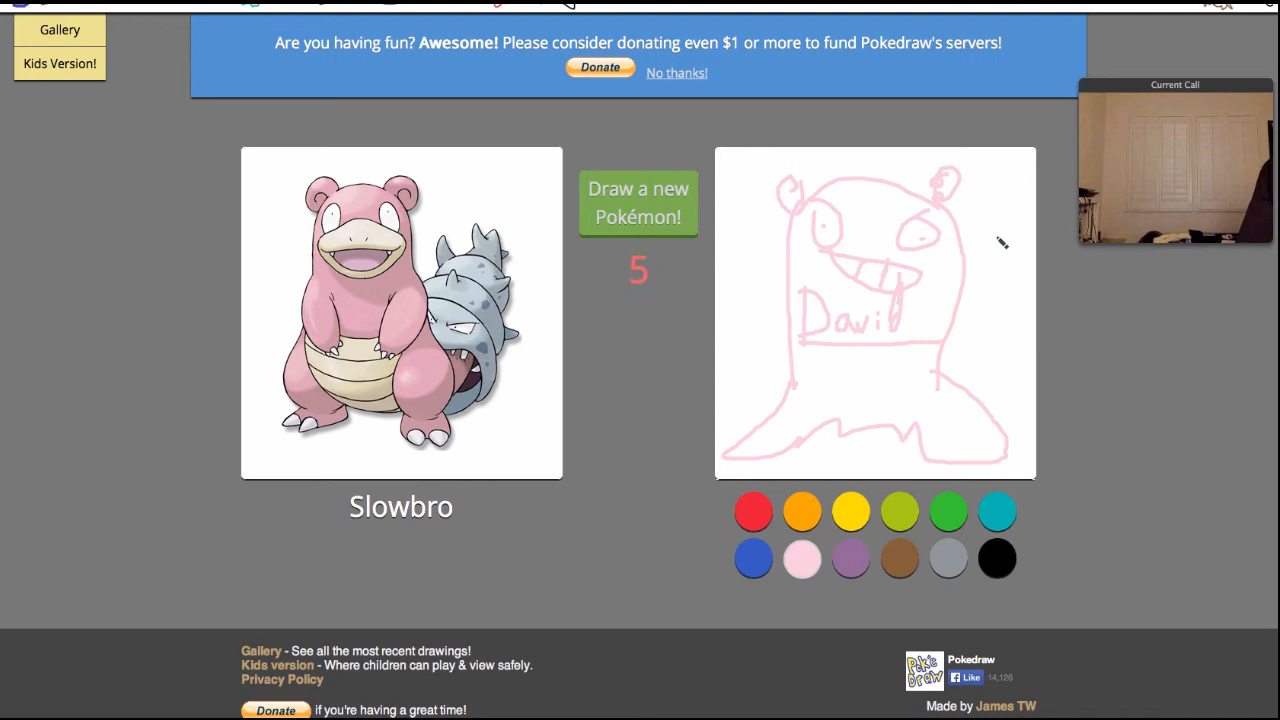 Gallery
Kids Version!
Are you having fun? Awesome! Please consider donating even $1 or more to fund Pokedraw's servers!
Donate
No thanks!
Current Call
Draw a new
Pokémon!
5
David
Slowbro
Gallery - See all the most recent drawings!
Kids version - Where children can play & view safely.
Privacy Policy
Donate if you're having a great time!
Poké
Draw
Pokedraw
Like 14,126
Made by James TW